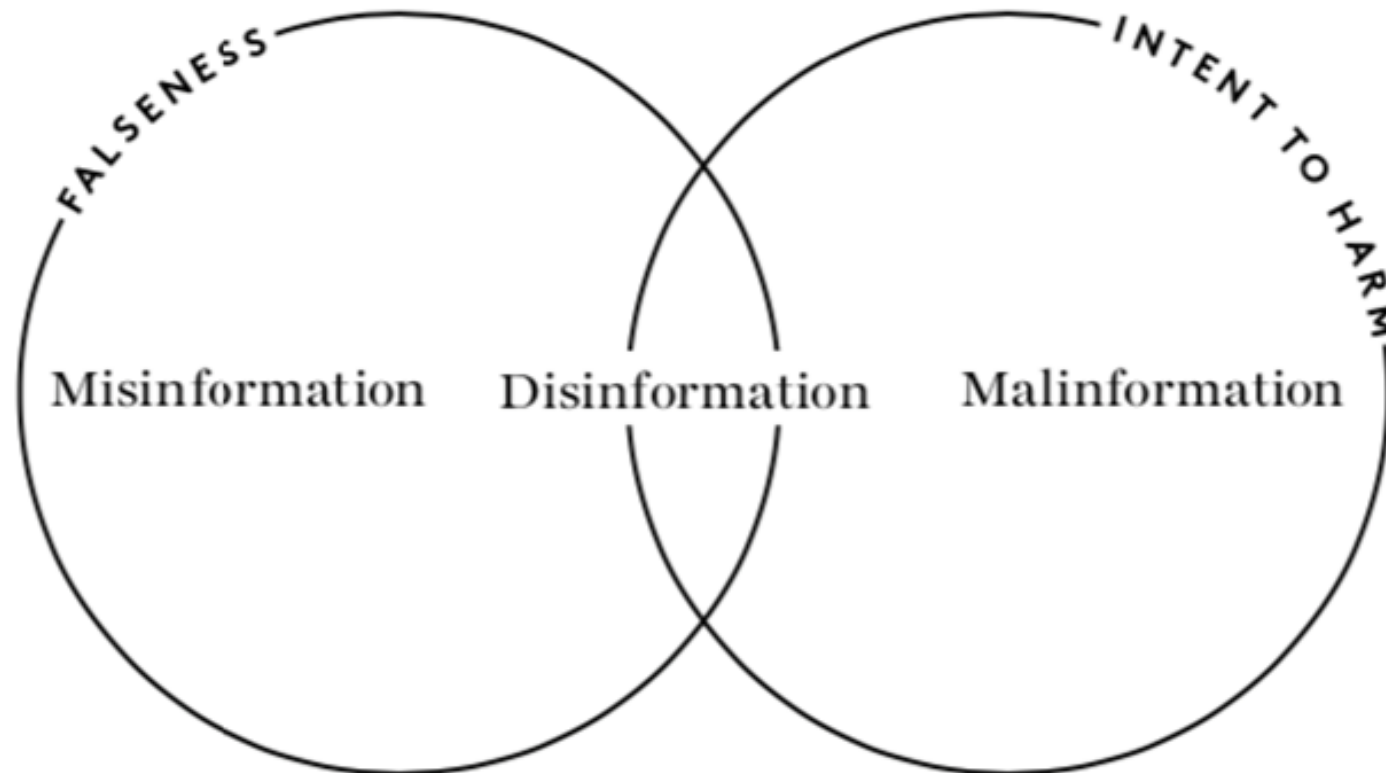 FALSENESS
INTENT TO HARM
Misinformation
Disinformation
Malinformation